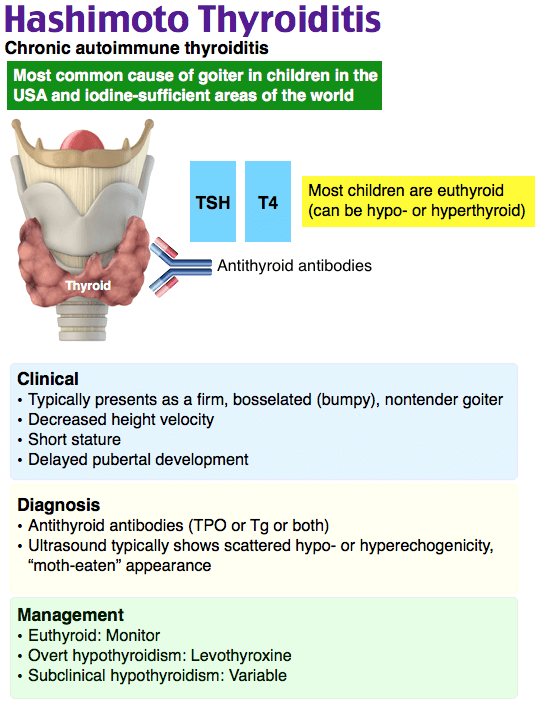 Hashimoto Thyroiditis
Chronic autoimmune thyroiditis
Most common cause of goiter in children in the
USA and iodine-sufficient areas of the world
TSH
T4
Most children are euthyroid
(can be hypo- or hyperthyroid)
Antithyroid antibodies
Thyroid
Clinical
• Typically presents as a firm, bosselated (bumpy), nontender goiter
• Decreased height velocity
• Short stature
• Delayed pubertal development
Diagnosis
• Antithyroid antibodies (TPO or Tg or both)
• Ultrasound typically shows scattered hypo- or hyperechogenicity,
“moth-eaten” appearance
Management
• Euthyroid: Monitor
• Overt hypothyroidism: Levothyroxine
• Subclinical hypothyroidism: Variable